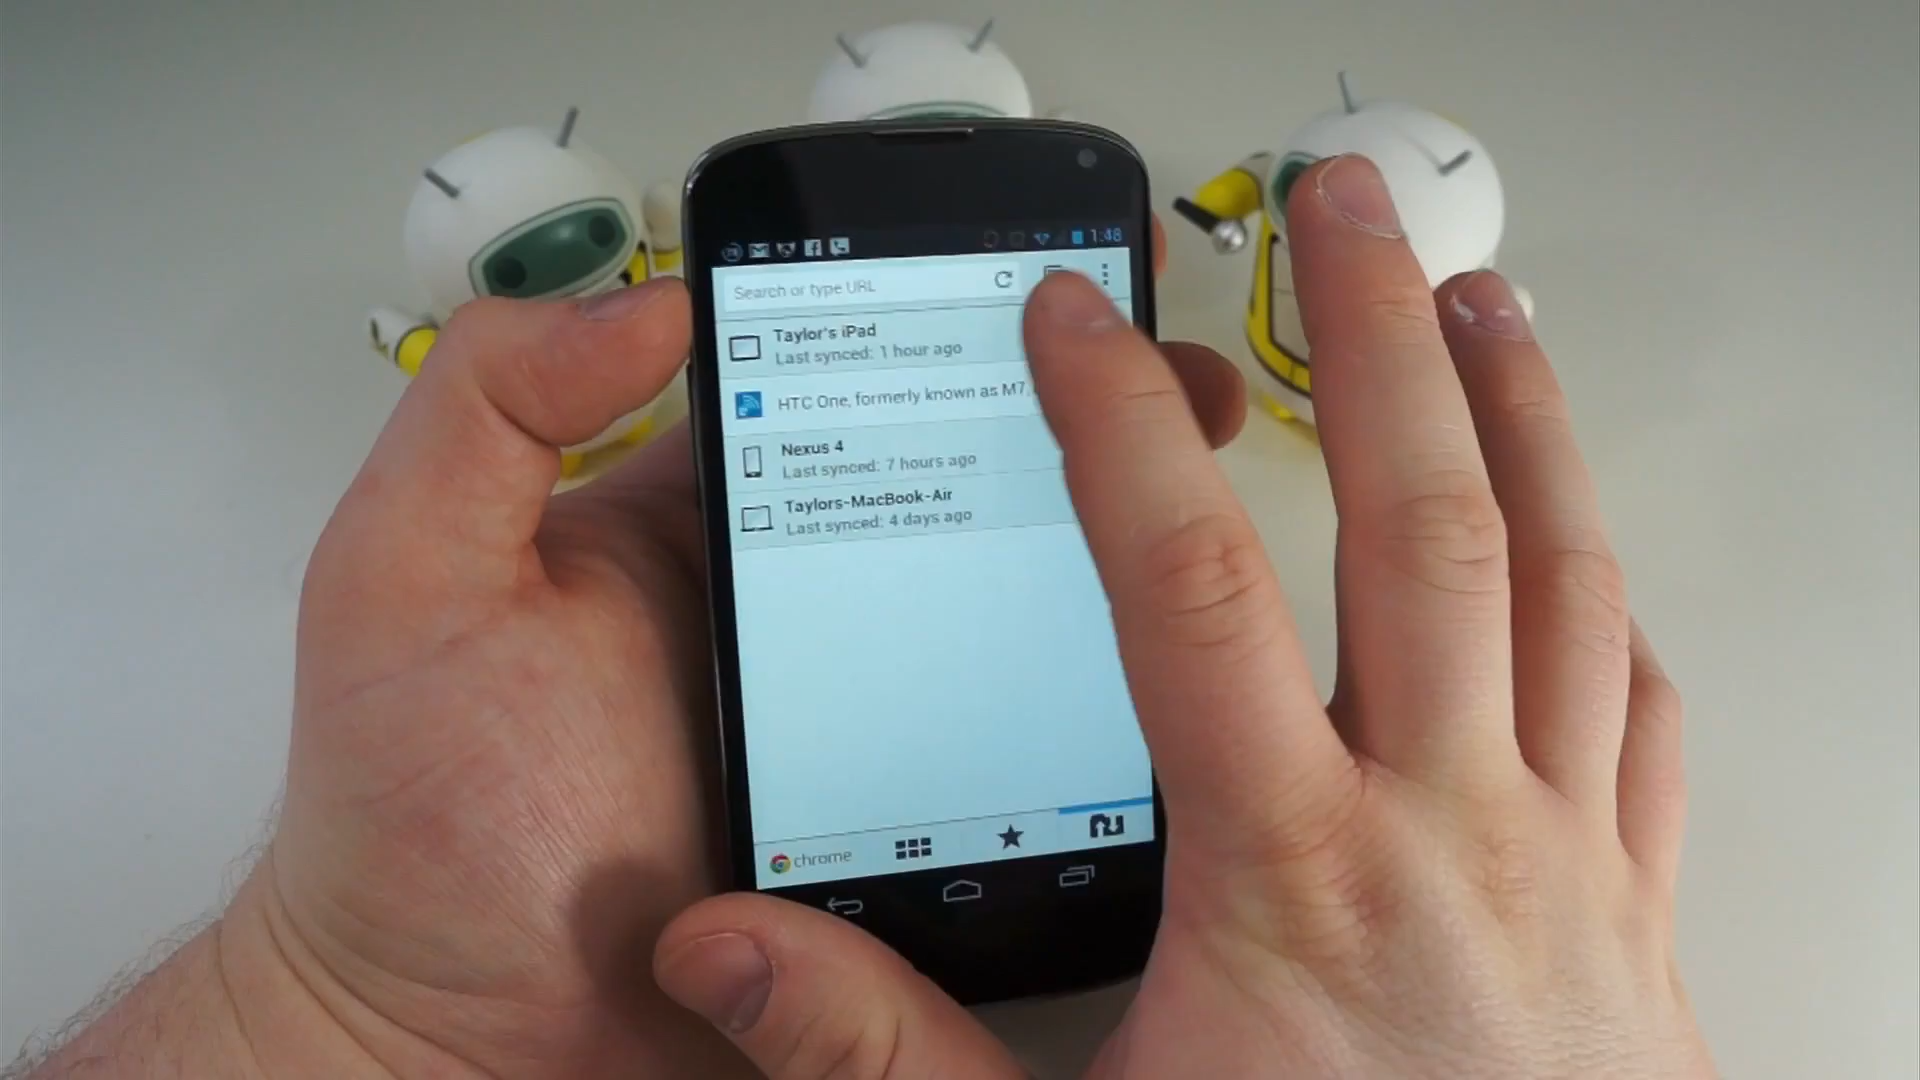 1:48
Search or type URL
Taylor's iPad
Last synced: 1 hour ago
HTC One, formerly known as M7,
Nexus 4
Last synced: 7 hours ago
Taylors-MacBook-Air
Last synced: 4 days ago
chrome